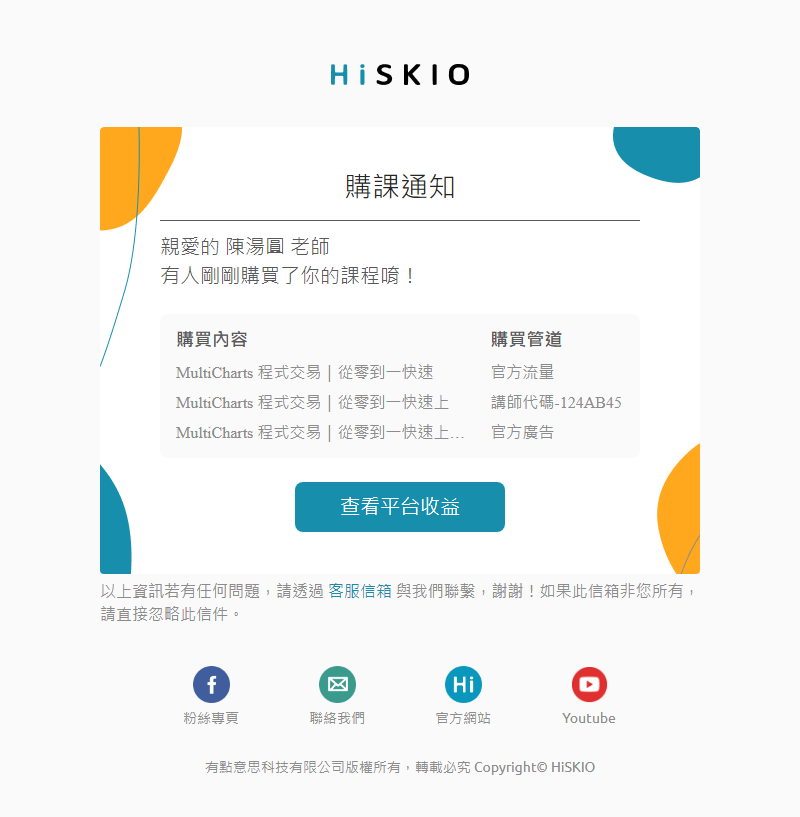 HiSKIO
購課通知
親愛的 陳湯圓 老師
有人剛剛購買了你的課程唷！
購買內容 購買管道
MultiCharts 程式交易 | 從零到一快速 官方流量
MultiCharts 程式交易 | 從零到一快速上 講師代碼-124AB45
MultiCharts 程式交易 | 從零到一快速上… 官方廣告
查看平台收益
以上資訊若有任何問題，請透過 客服信箱 與我們聯繫，謝謝！如果此信箱非您所有，
請直接忽略此信件。
Hi
粉絲專頁 聯絡我們 官方網站 Youtube
有點意思科技有限公司版權所有，轉載必究 Copyright© HiSKIO